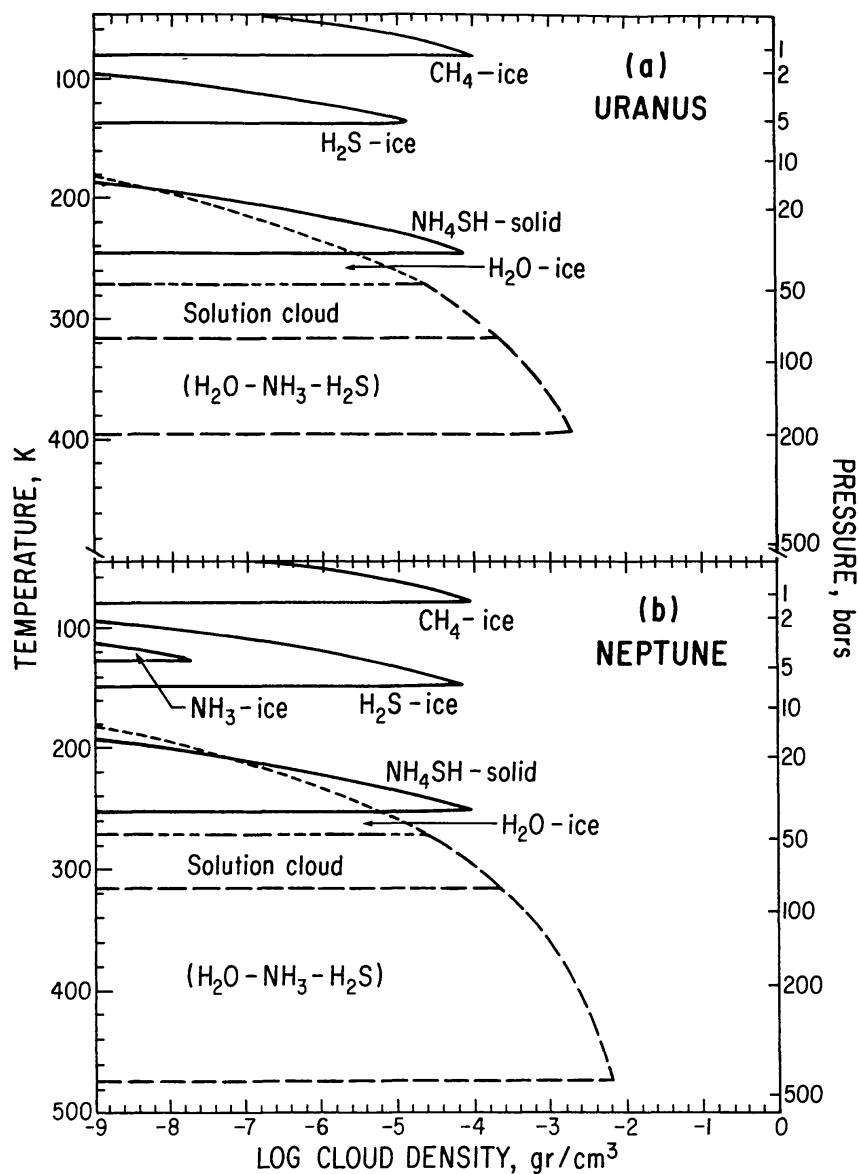 (a)
URANUS
CH₄-ice
H₂S-ice
NH₄SH-solid
H₂O-ice
Solution cloud
(H₂O-NH₃-H₂S)
100
200
300
400
1
2
5
10
20
50
100
200
500
TEMPERATURE, K
PRESSURE, bars
(b)
NEPTUNE
CH₄-ice
H₂S-ice
NH₃-ice
NH₄SH-solid
H₂O-ice
Solution cloud
(H₂O-NH₃-H₂S)
100
200
300
400
500
1
2
5
10
20
50
100
200
500
-9 -8 -7 -6 -5 -4 -3 -2 -1 0
LOG CLOUD DENSITY, gr/cm³